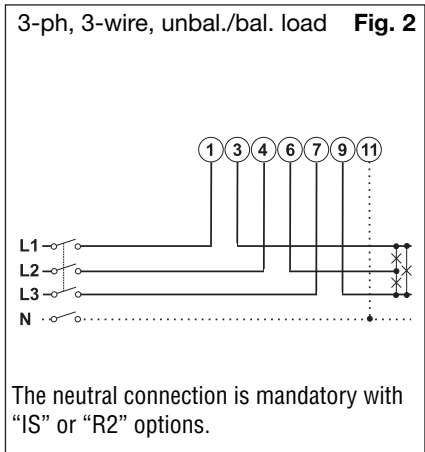 3-ph, 3-wire, unbal./bal. load Fig. 2
1 3 4 6 7 9 11
L1
L2
L3
N
The neutral connection is mandatory with
“IS” or “R2” options.